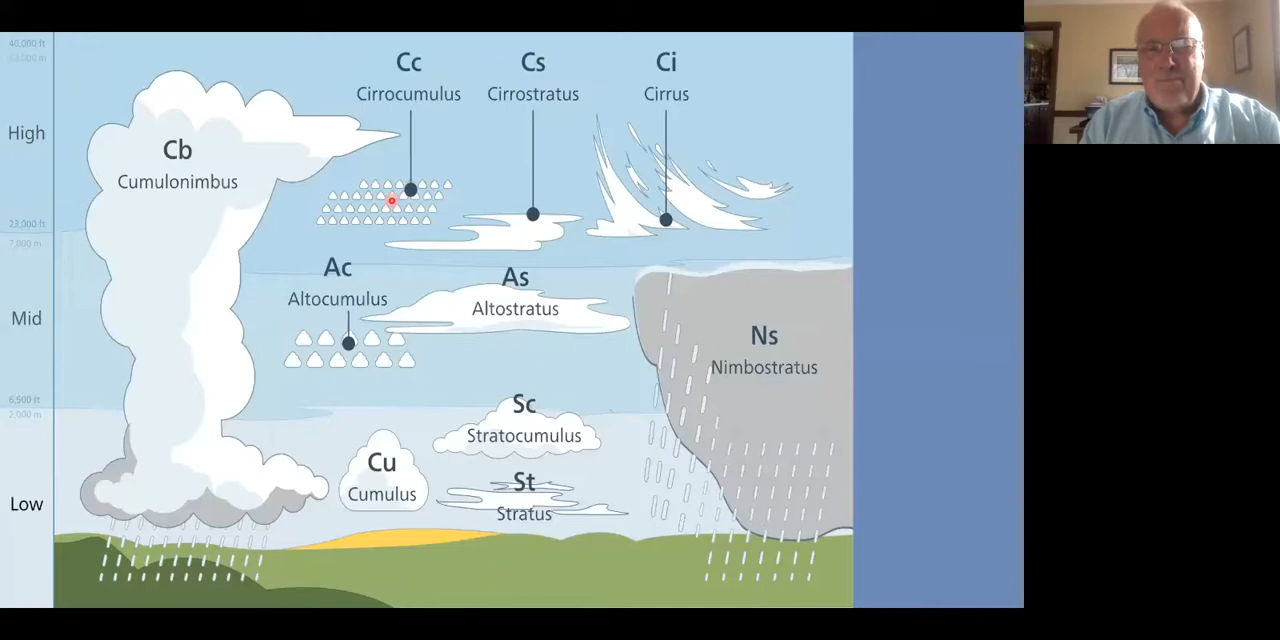 40,000 ft
High
23,000 ft
7,000 m
Mid
6,900 ft
2,000 m
Low
Cb
Cumulonimbus
Cc
Cirrocumulus
Cs
Cirrostratus
Ci
Cirrus
Ac
Altocumulus
As
Altostratus
Ns
Nimbostratus
Sc
Stratocumulus
Cu
Cumulus
St
Stratus